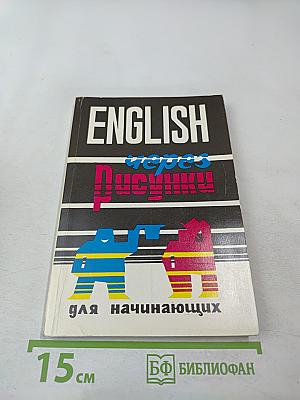 ENGLISH
через
Рисунки
для начинающих
15 см
БФ БИБЛИОФАН